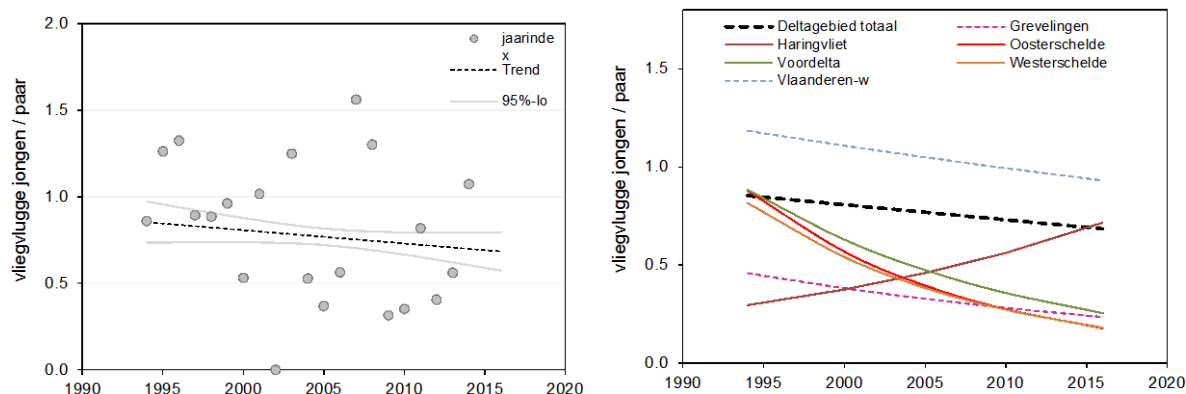 vliegvlugge jongen / paar
2.0
1.5
1.0
0.5
0.0
1990
1995
2000
2005
2010
2015
2020
jaarinde
x
Trend
95%-lo
vliegvlugge jongen / paar
1.5
1.0
0.5
0.0
1990
1995
2000
2005
2010
2015
2020
Deltagebied totaal
Grevelingen
Haringvliet
Oosterschelde
Voordelta
Westerschelde
Vlaanderen-w